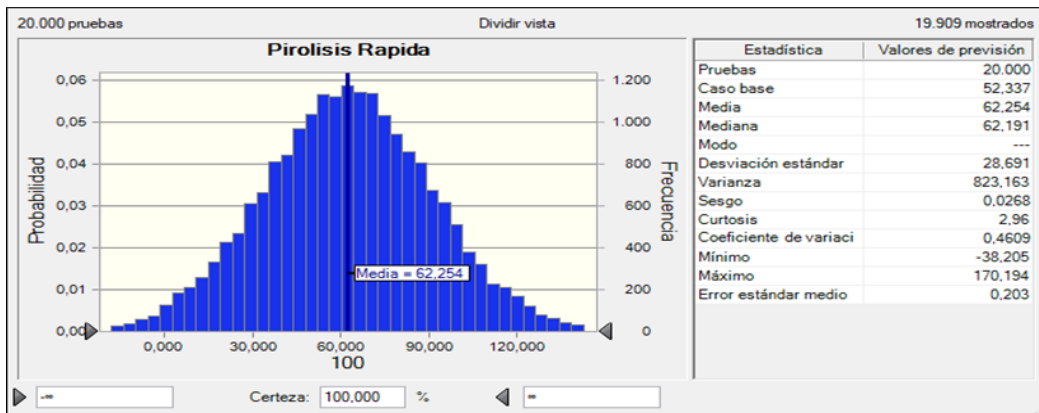 20.000 pruebas Dividir vista 19.909 mostrados
Pirolisis Rapida
0,06 1.200
0,05 1.000
0,04 800
0,03 600
0,02 400
0,01 200
0,00 0
Probabilidad
Frecuencia
Media = 62,254
0,000 30,000 60,000 90,000 120,000
100
Estadística Valores de previsión
Pruebas 20.000
Caso base 52,337
Media 62,254
Mediana 62,191
Modo ---
Desviación estándar 28,691
Varianza 823,163
Sesgo 0,0268
Curtosis 2,96
Coeficiente de variaci 0,4609
Mínimo -38,205
Máximo 170,194
Error estándar medio 0,203
-∞ Certeza: 100.000 % ∞